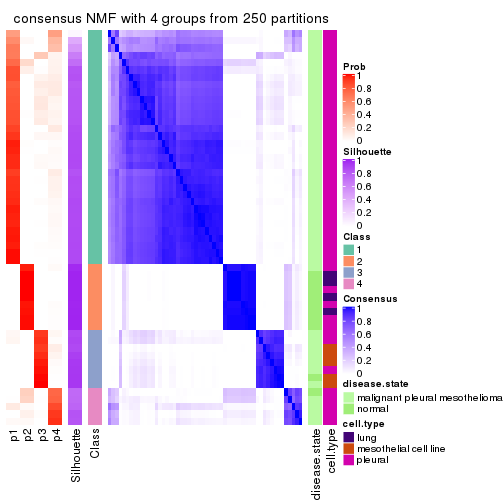 consensus NMF with 4 groups from 250 partitions
p1
p2
p3
p4
Silhouette
Class
disease.state
cell.type
Prob
1
0.8
0.6
0.4
0.2
0
Silhouette
1
0.8
0.6
0.4
0.2
0
Class
1
2
3
4
Consensus
1
0.8
0.6
0.4
0.2
0
disease.state
malignant pleural mesothelioma
normal
cell.type
lung
mesothelial cell line
pleural